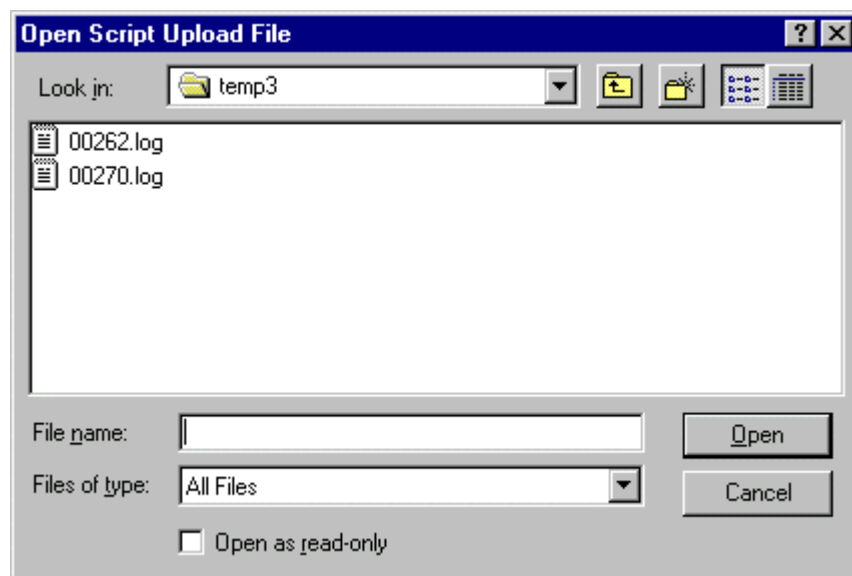 Open Script Upload File
Look in: temp3
00262.log
00270.log
File name: Open
Files of type: All Files Cancel
Open as read-only